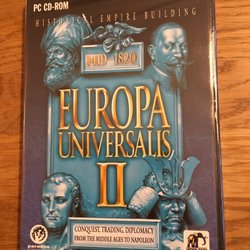 PC CD-ROM
HISTORICAL EMPIRE BUILDING
1419 - 1820
EUROPA
UNIVERSALIS
II
CONQUEST, TRADING, DIPLOMACY
FROM THE MIDDLE AGES TO NAPOLEON
paradox